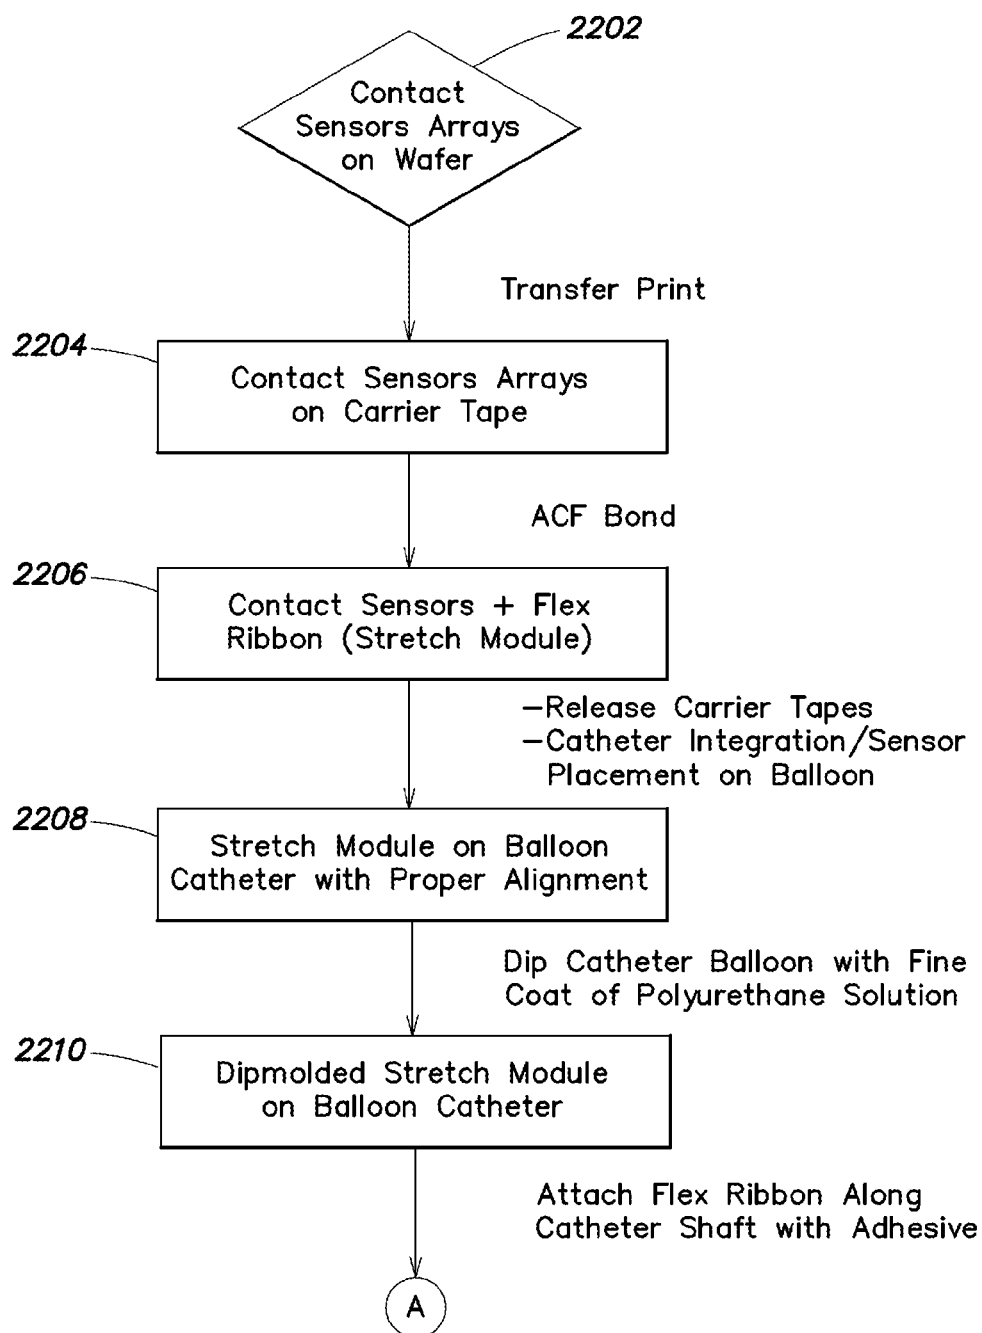 2202
Contact
Sensors Arrays
on Wafer
Transfer Print
2204
Contact Sensors Arrays
on Carrier Tape
ACF Bond
2206
Contact Sensors + Flex
Ribbon (Stretch Module)
–Release Carrier Tapes
–Catheter Integration/Sensor
Placement on Balloon
2208
Stretch Module on Balloon
Catheter with Proper Alignment
Dip Catheter Balloon with Fine
Coat of Polyurethane Solution
2210
Dipmolded Stretch Module
on Balloon Catheter
Attach Flex Ribbon Along
Catheter Shaft with Adhesive
A